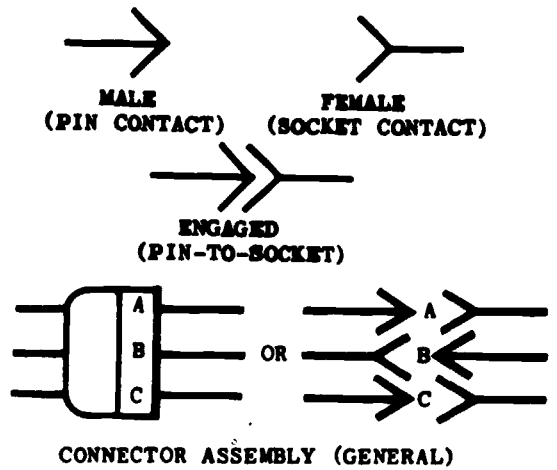 MALE
(PIN CONTACT)
FEMALE
(SOCKET CONTACT)
ENGAGED
(PIN-TO-SOCKET)
A
B
C
OR
A
B
C
CONNECTOR ASSEMBLY (GENERAL)